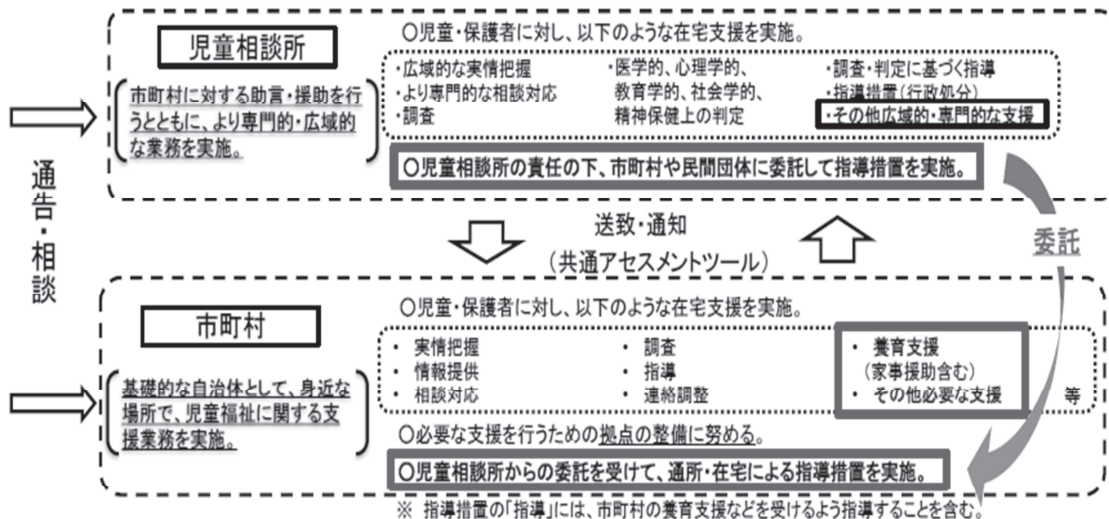 通告・相談
児童相談所
市町村に対する助言・援助を行
うとともに、より専門的・広域的
な業務を実施。
〇児童・保護者に対し、以下のような在宅支援を実施。
・広域的な実情把握
・より専門的な相談対応
・調査
・医学的、心理学的、
教育学的、社会学的、
精神保健上の判定
・調査・判定に基づく指導
・指導措置(行政処分)
・その他広域的・専門的な支援
〇児童相談所の責任の下、市町村や民間団体に委託して指導措置を実施。
送致・通知
(共通アセスメントツール)
委託
市町村
基礎的な自治体として、身近な
場所で、児童福祉に関する支
援業務を実施。
〇児童・保護者に対し、以下のような在宅支援を実施。
・ 実情把握
・ 情報提供
・ 相談対応
・ 調査
・ 指導
・ 連絡調整
・ 養育支援
(家事援助含む)
・ その他必要な支援
等
〇必要な支援を行うための拠点の整備に努める。
〇児童相談所からの委託を受けて、通所・在宅による指導措置を実施。
※ 指導措置の「指導」には、市町村の養育支援などを受けるよう指導することを含む。